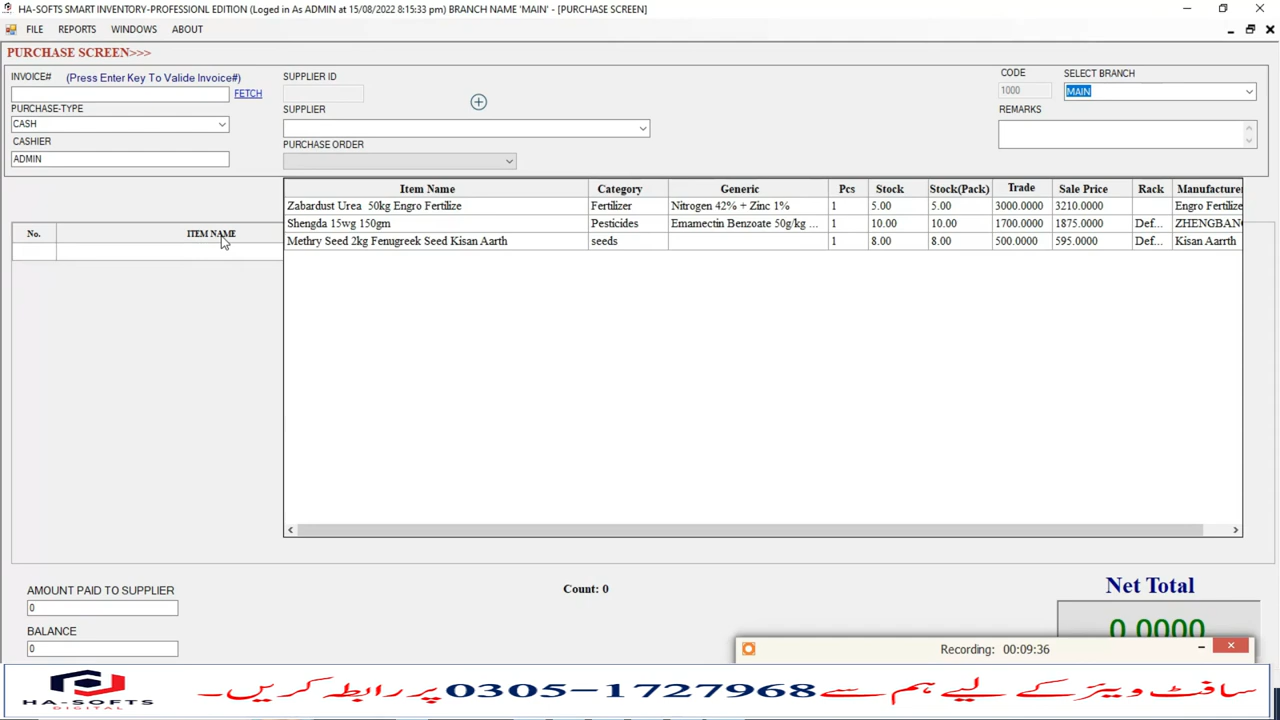 HA-SOFTS SMART INVENTORY-PROFESSIONL EDITION (Loged in As ADMIN at 15/08/2022 8:15:33 pm) BRANCH NAME 'MAIN' - [PURCHASE SCREEN]
FILE REPORTS WINDOWS ABOUT
PURCHASE SCREEN>>>
INVOICE# (Press Enter Key To Valide Invoice#)
FETCH
PURCHASE-TYPE
CASH
CASHIER
ADMIN
SUPPLIER ID
SUPPLIER
PURCHASE ORDER
CODE SELECT BRANCH
1000 MAIN
REMARKS
No. ITEM NAME
Item Name Category Generic Pcs Stock Stock(Pack) Trade Sale Price Rack Manufacturer
Zabardust Urea 50kg Engro Fertilize Fertilizer Nitrogen 42% + Zinc 1% 1 5.00 5.00 3000.0000 3210.0000 Engro Fertilize
Shengda 15wg 150gm Pesticides Emamectin Benzoate 50g/kg ... 1 10.00 10.00 1700.0000 1875.0000 Def... ZHENGBANG
Methry Seed 2kg Fenugreek Seed Kisan Aarth seeds 1 8.00 8.00 500.0000 595.0000 Def... Kisan Aarrth
AMOUNT PAID TO SUPPLIER
0
BALANCE
0
Count: 0
Net Total
0.0000
Recording: 00:09:36
HA-SOFTS
DIGITAL
سافٹ ویئر کے لیے ہم سے 0305-1727968 پر رابطہ کریں۔